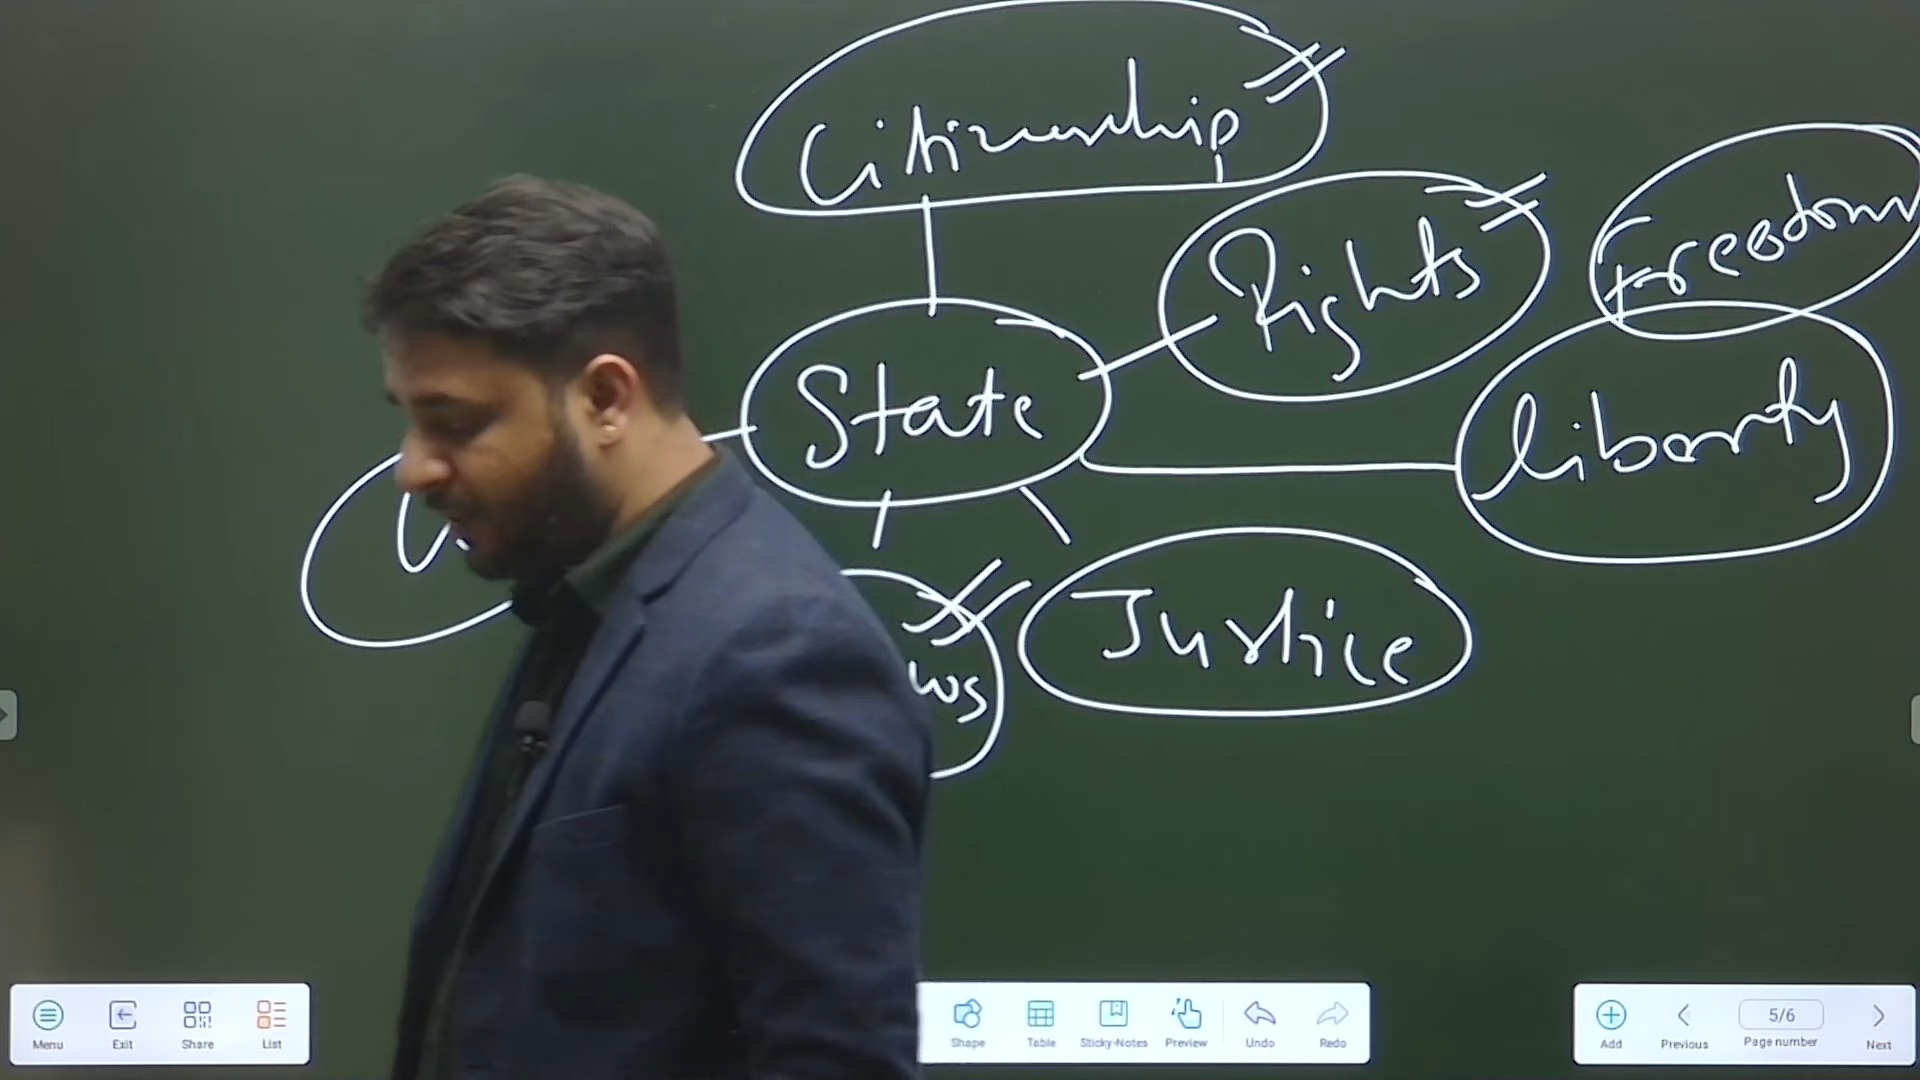 Citizenship
Rights
Freedom
State
liberty
Justice
Menu
Exit
Share
List
Shape
Table
Sticky-Notes
Preview
Undo
Redo
Add
Previous
5/6
Page number
Next